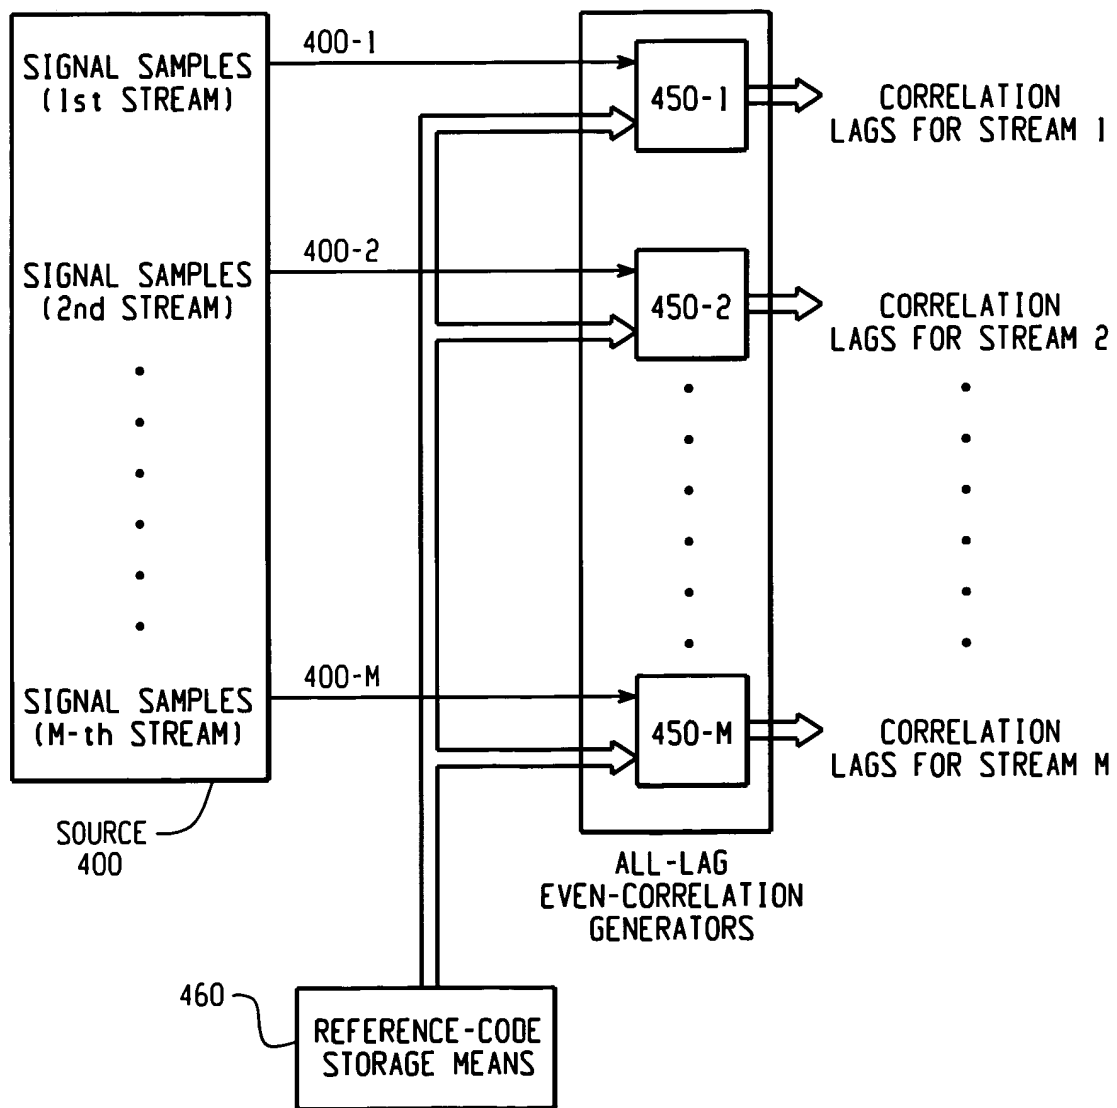 SIGNAL SAMPLES
(1st STREAM)
400-1
450-1
CORRELATION
LAGS FOR STREAM 1
SIGNAL SAMPLES
(2nd STREAM)
400-2
450-2
CORRELATION
LAGS FOR STREAM 2
SIGNAL SAMPLES
(M-th STREAM)
400-M
450-M
CORRELATION
LAGS FOR STREAM M
SOURCE
400
ALL-LAG
EVEN-CORRELATION
GENERATORS
460
REFERENCE-CODE
STORAGE MEANS